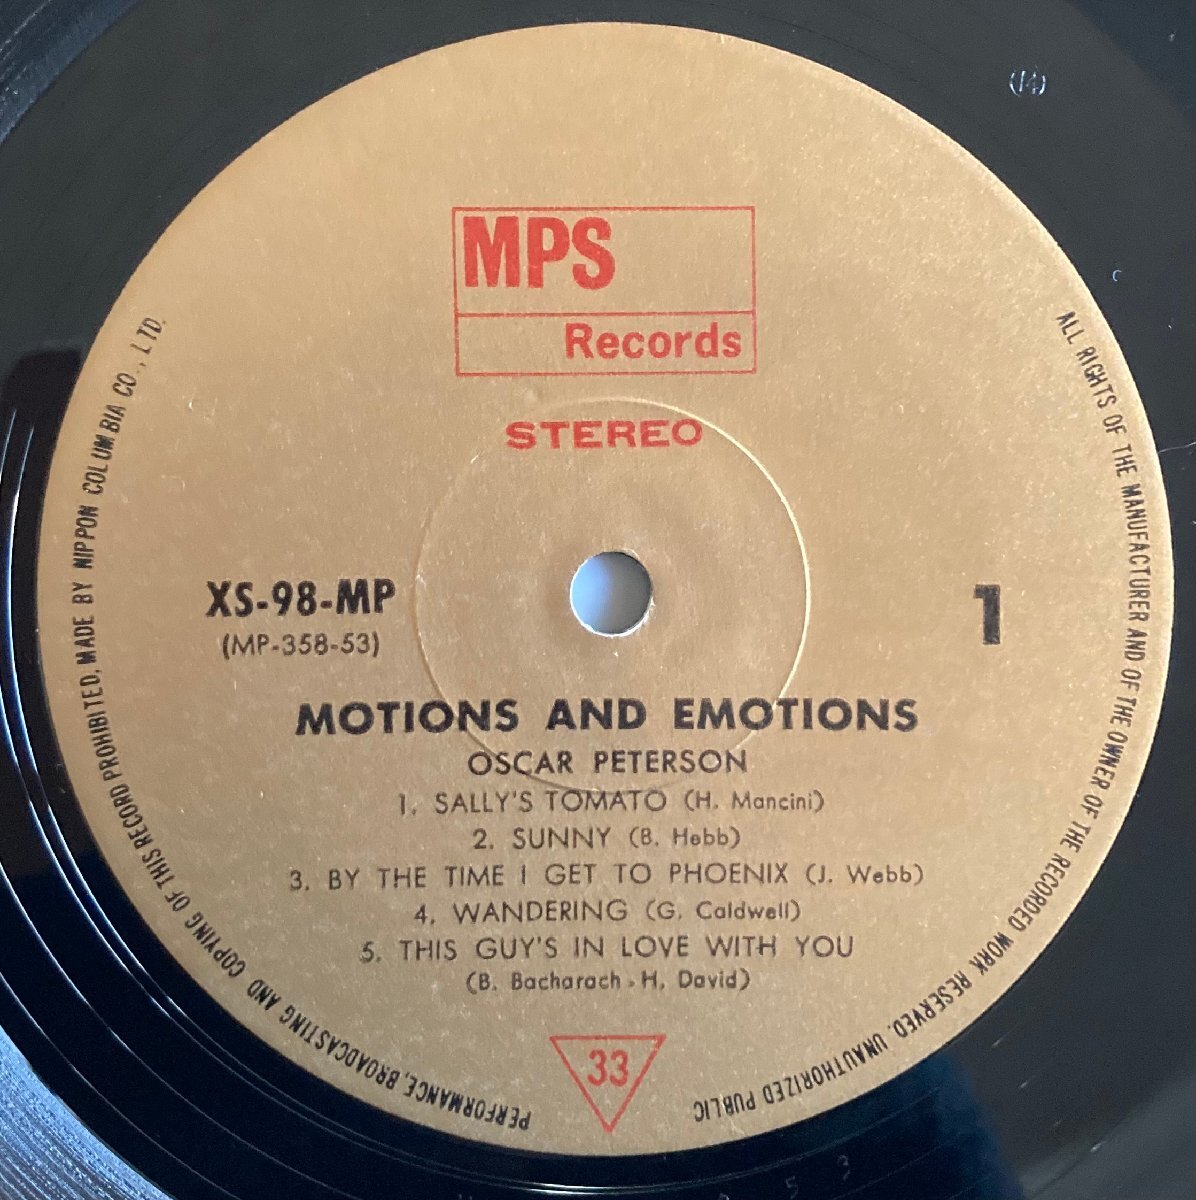 (14)
MPS
Records
STEREO
XS-98-MP
(MP-358-53)
1
MOTIONS AND EMOTIONS
OSCAR PETERSON
1. SALLY'S TOMATO (H. Mancini)
2. SUNNY (B. Hebb)
3. BY THE TIME I GET TO PHOENIX (J. Webb)
4. WANDERING (G. Caldwell)
5. THIS GUY'S IN LOVE WITH YOU
(B. Bacharach - H. David)
33
ALL RIGHTS OF THE MANUFACTURER AND OF THE OWNER OF THE RECORDED WORK RESERVED. UNAUTHORIZED PUBLIC PERFORMANCE, BROADCASTING AND COPYING OF THIS RECORD PROHIBITED. MADE BY NIPPON COLUMBIA CO., LTD.